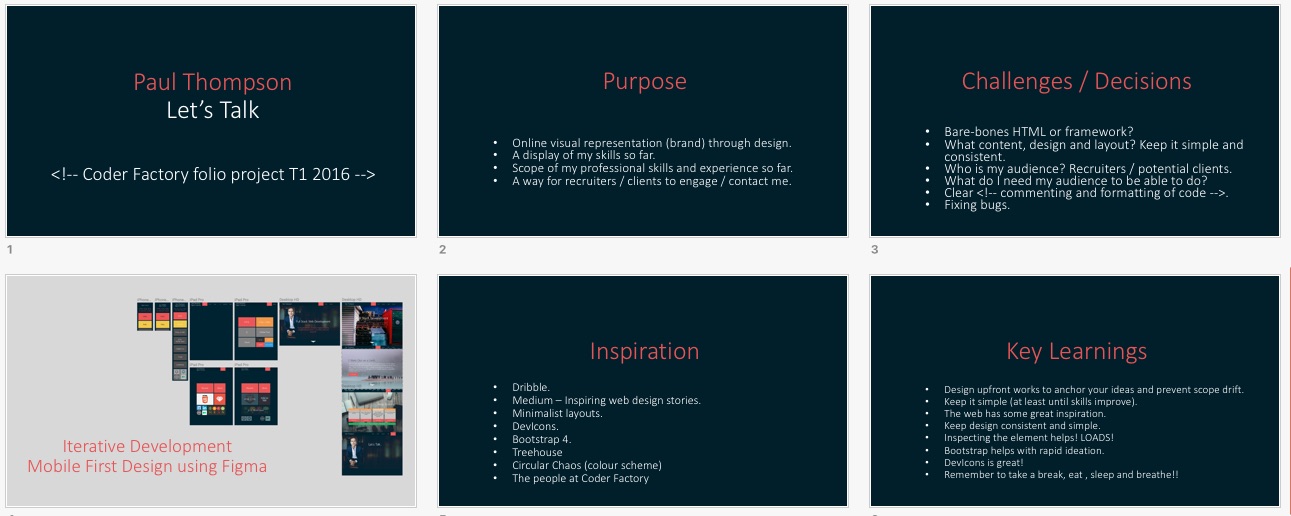 Paul Thompson
Let's Talk
<!-- Coder Factory folio project T1 2016 -->
1
Purpose
• Online visual representation (brand) through design.
• A display of my skills so far.
• Scope of my professional skills and experience so far.
• A way for recruiters / clients to engage / contact me.
2
Challenges / Decisions
• Bare-bones HTML or framework?
• What content, design and layout? Keep it simple and
consistent.
• Who is my audience? Recruiters / potential clients.
• What do I need my audience to be able to do?
• Clear <!-- commenting and formatting of code -->.
• Fixing bugs.
3
Iterative Development
Mobile First Design using Figma
Inspiration
• Dribble.
• Medium – Inspiring web design stories.
• Minimalist layouts.
• DevIcons.
• Bootstrap 4.
• Treehouse
• Circular Chaos (colour scheme)
• The people at Coder Factory
Key Learnings
• Design upfront works to anchor your ideas and prevent scope drift.
• Keep it simple (at least until skills improve).
• The web has some great inspiration.
• Keep design consistent and simple.
• Inspecting the element helps! LOADS!
• Bootstrap helps with rapid ideation.
• DevIcons is great!
• Remember to take a break, eat , sleep and breathe!!